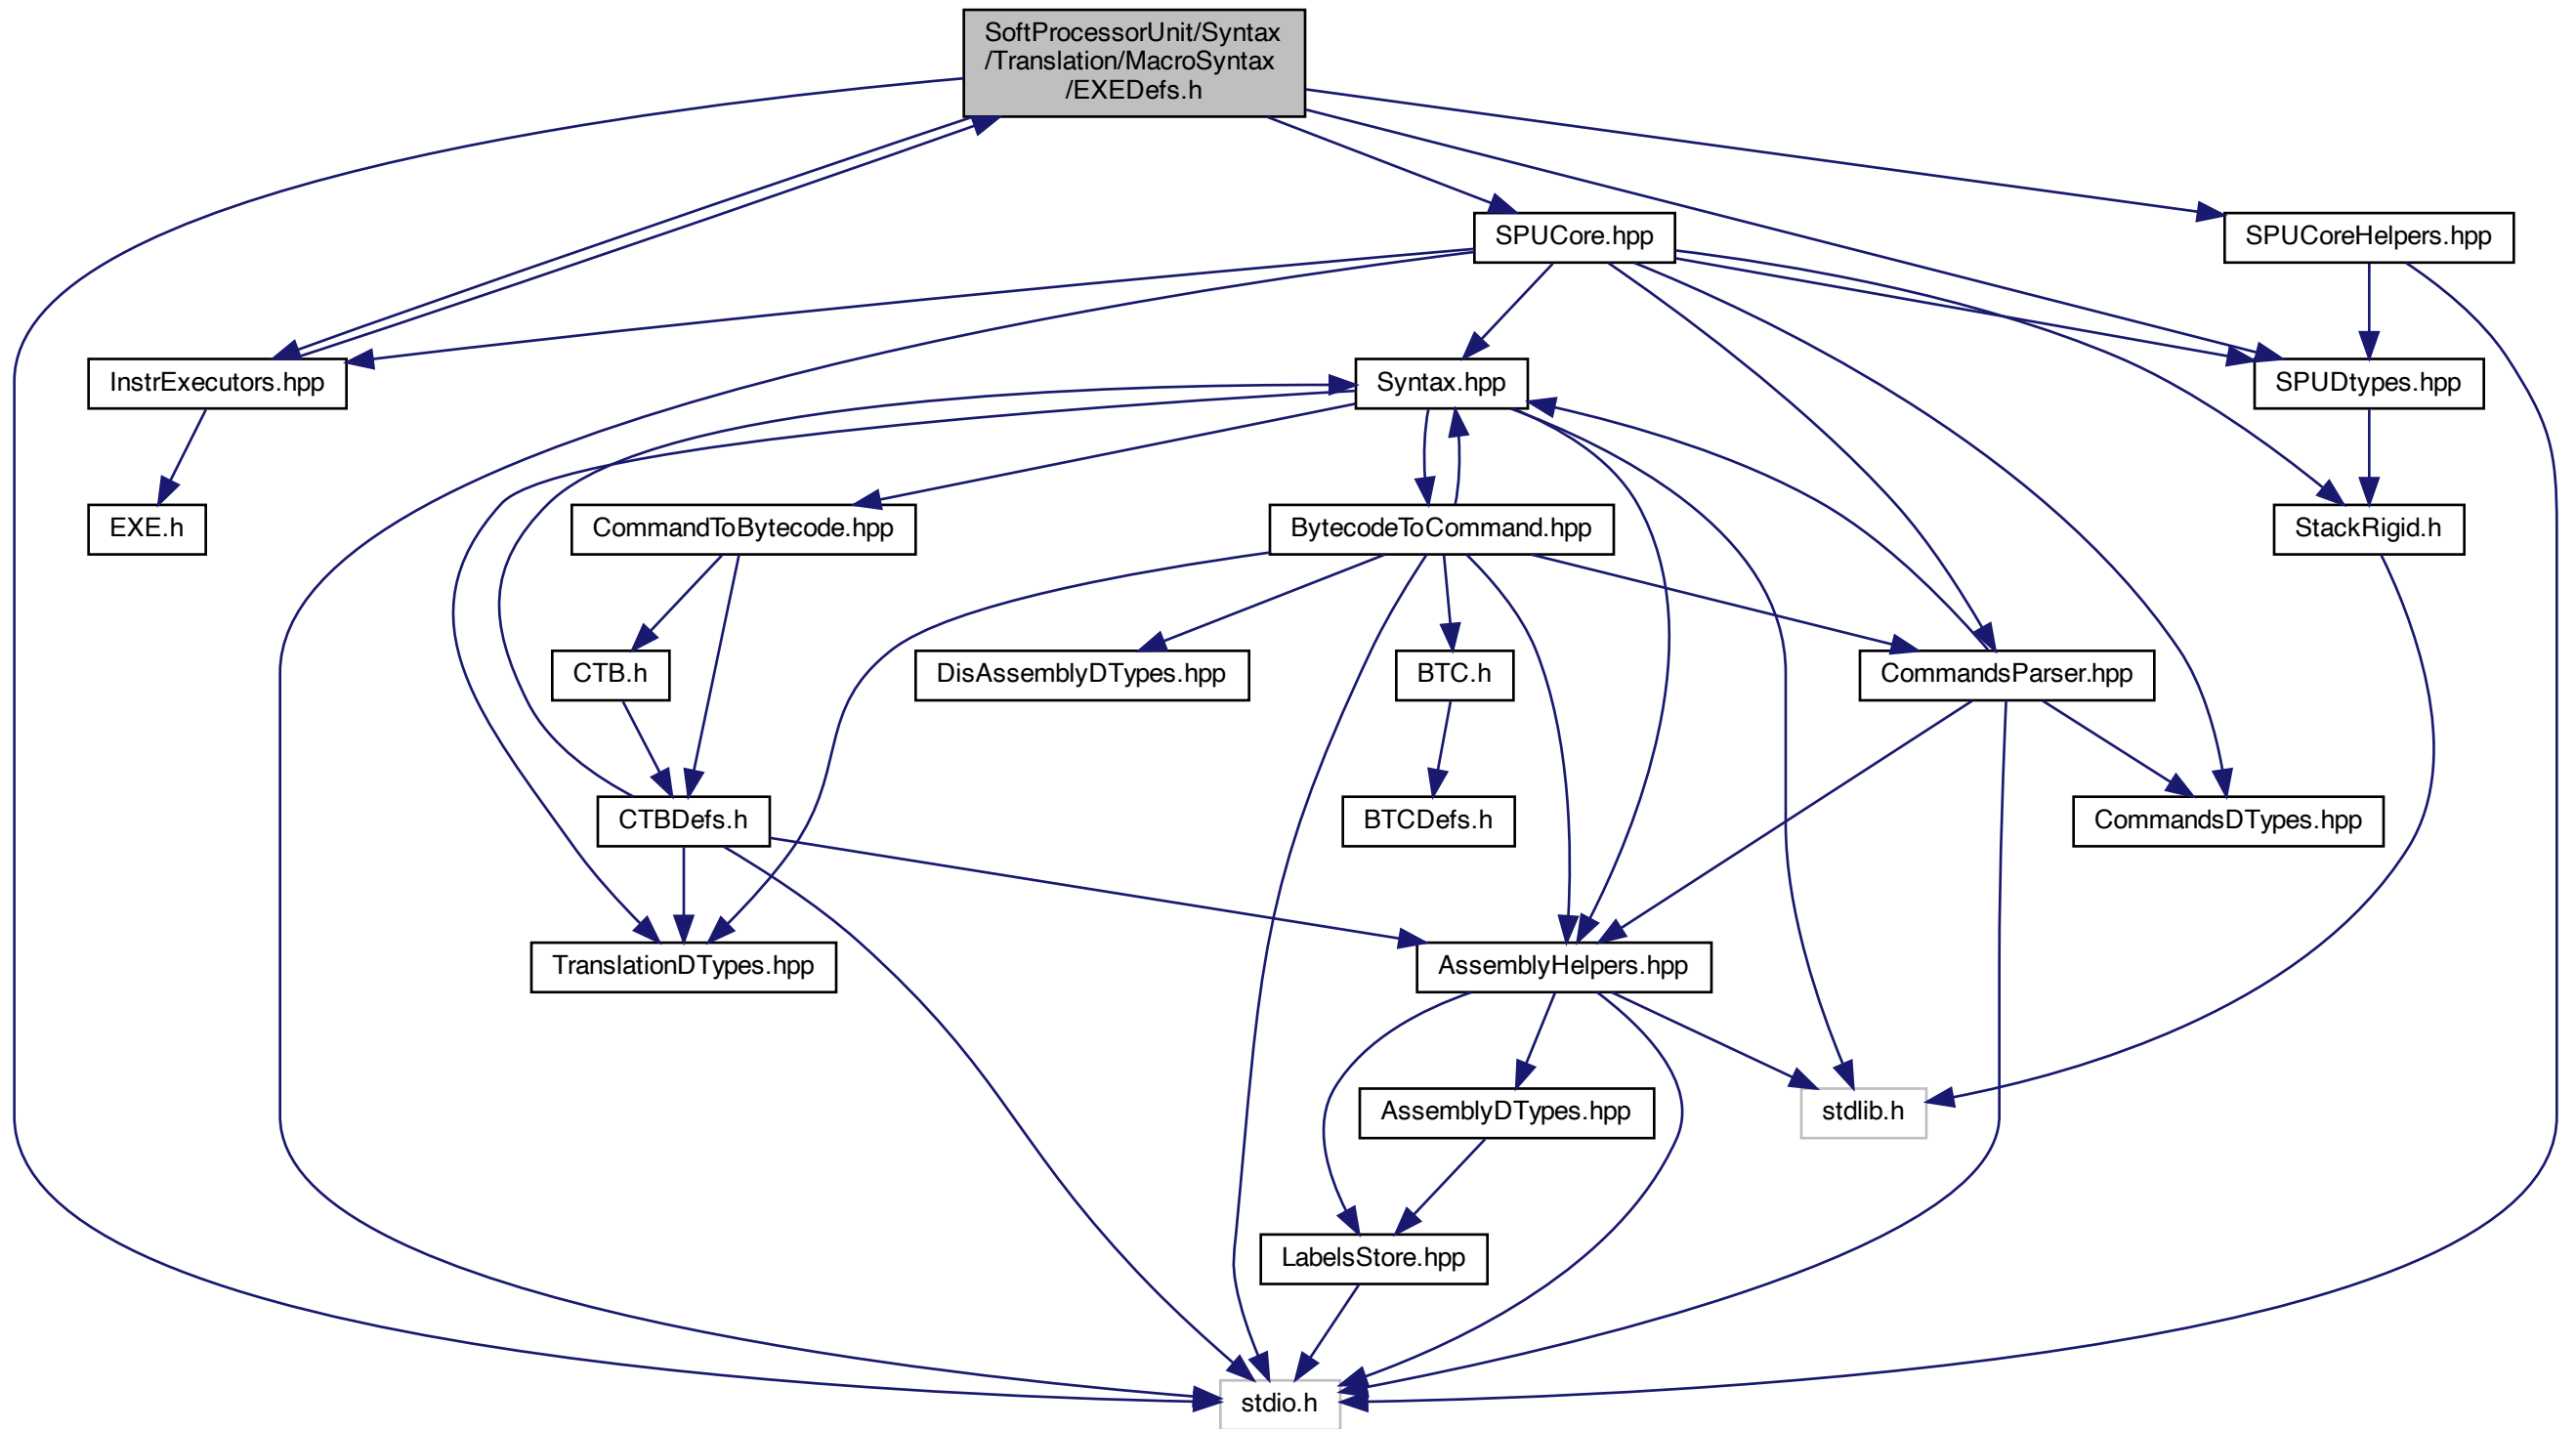 SoftProcessorUnit/Syntax
/Translation/MacroSyntax
/EXEDefs.h
SPUCore.hpp
SPUCoreHelpers.hpp
InstrExecutors.hpp
Syntax.hpp
SPUDtypes.hpp
EXE.h
CommandToBytecode.hpp
BytecodeToCommand.hpp
StackRigid.h
CTB.h
DisAssemblyDTypes.hpp
BTC.h
CommandsParser.hpp
CTBDefs.h
BTCDefs.h
CommandsDTypes.hpp
TranslationDTypes.hpp
AssemblyHelpers.hpp
AssemblyDTypes.hpp
stdlib.h
LabelsStore.hpp
stdio.h